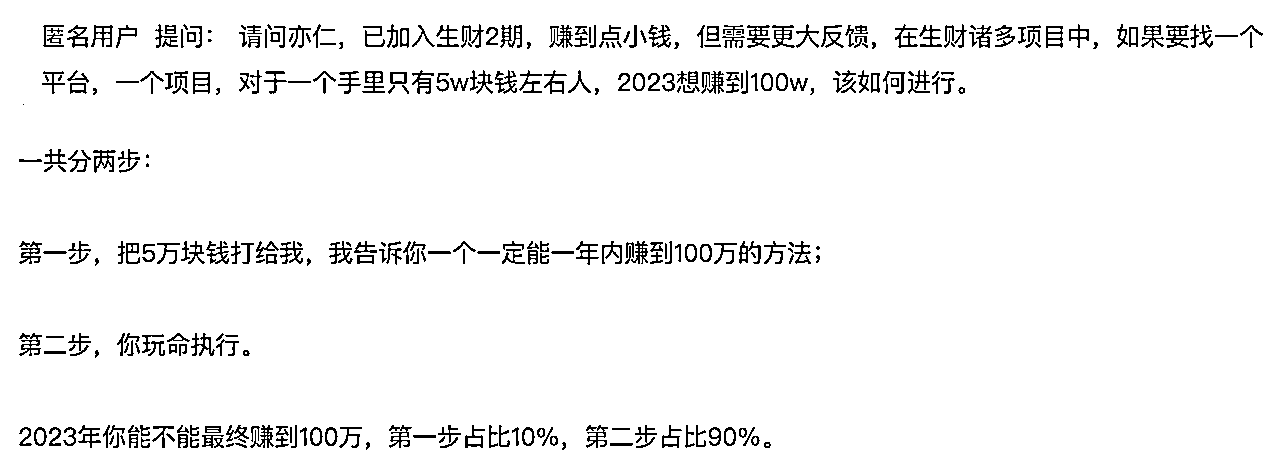 匿名用户 提问： 请问亦仁，已加入生财2期，赚到点小钱，但需要更大反馈，在生财诸多项目中，如果要找一个
平台，一个项目，对于一个手里只有5w块钱左右人，2023想赚到100w，该如何进行。
一共分两步：
第一步，把5万块钱打给我，我告诉你一个一定能一年内赚到100万的方法；
第二步，你玩命执行。
2023年你能不能最终赚到100万，第一步占比10%，第二步占比90%。